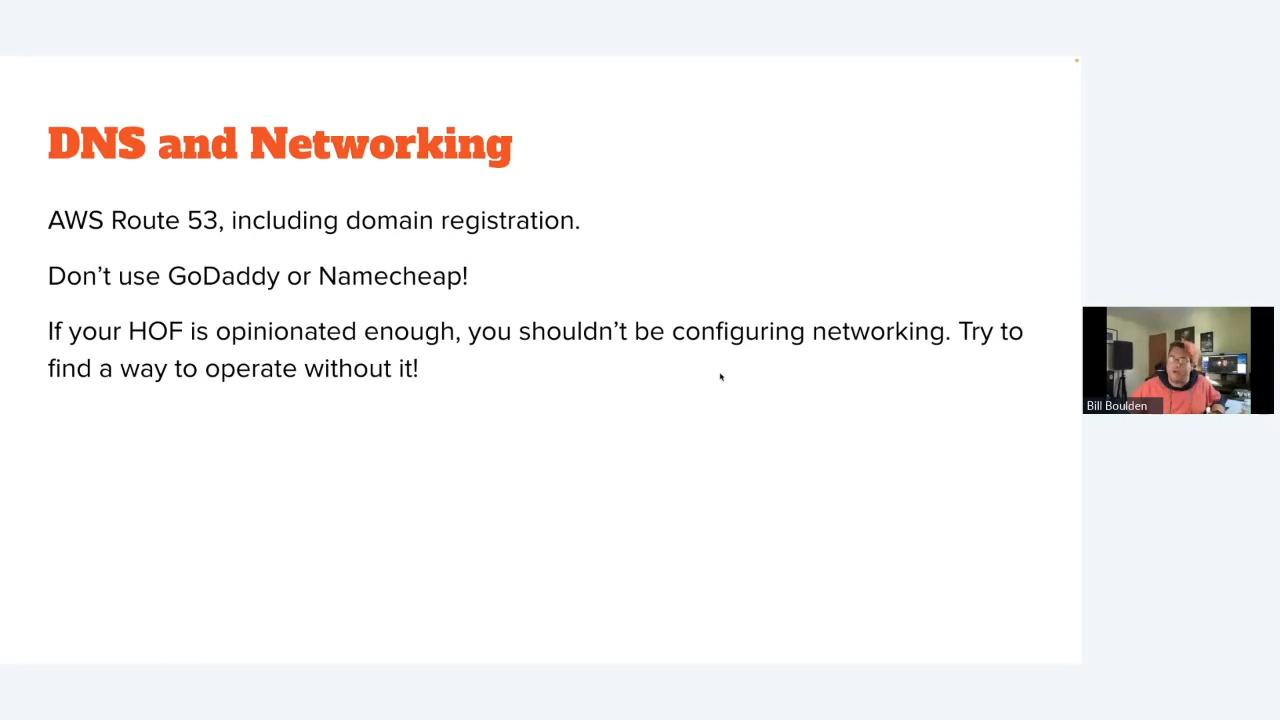 DNS and Networking
AWS Route 53, including domain registration.
Don’t use GoDaddy or Namecheap!
If your HOF is opinionated enough, you shouldn’t be configuring networking. Try to
find a way to operate without it!
Bill Boulden